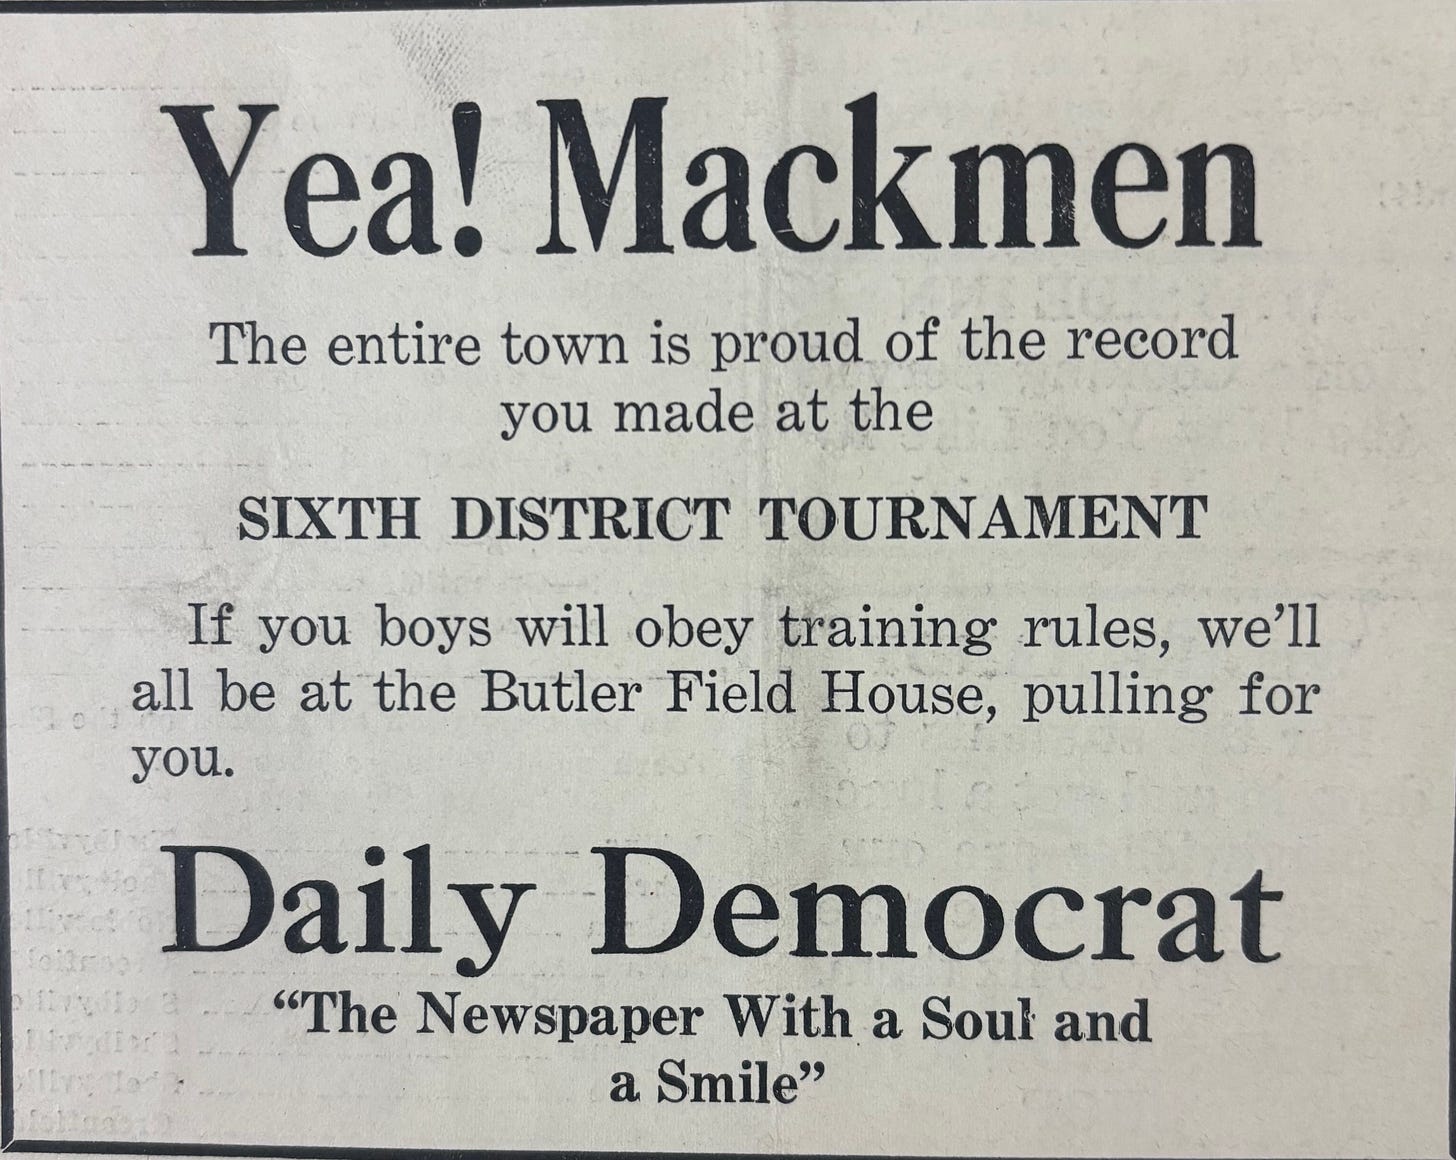 Yea! Mackmen
The entire town is proud of the record
you made at the
SIXTH DISTRICT TOURNAMENT
If you boys will obey training rules, we'll
all be at the Butler Field House, pulling for
you.
Daily Democrat
“The Newspaper With a Soul and
a Smile”